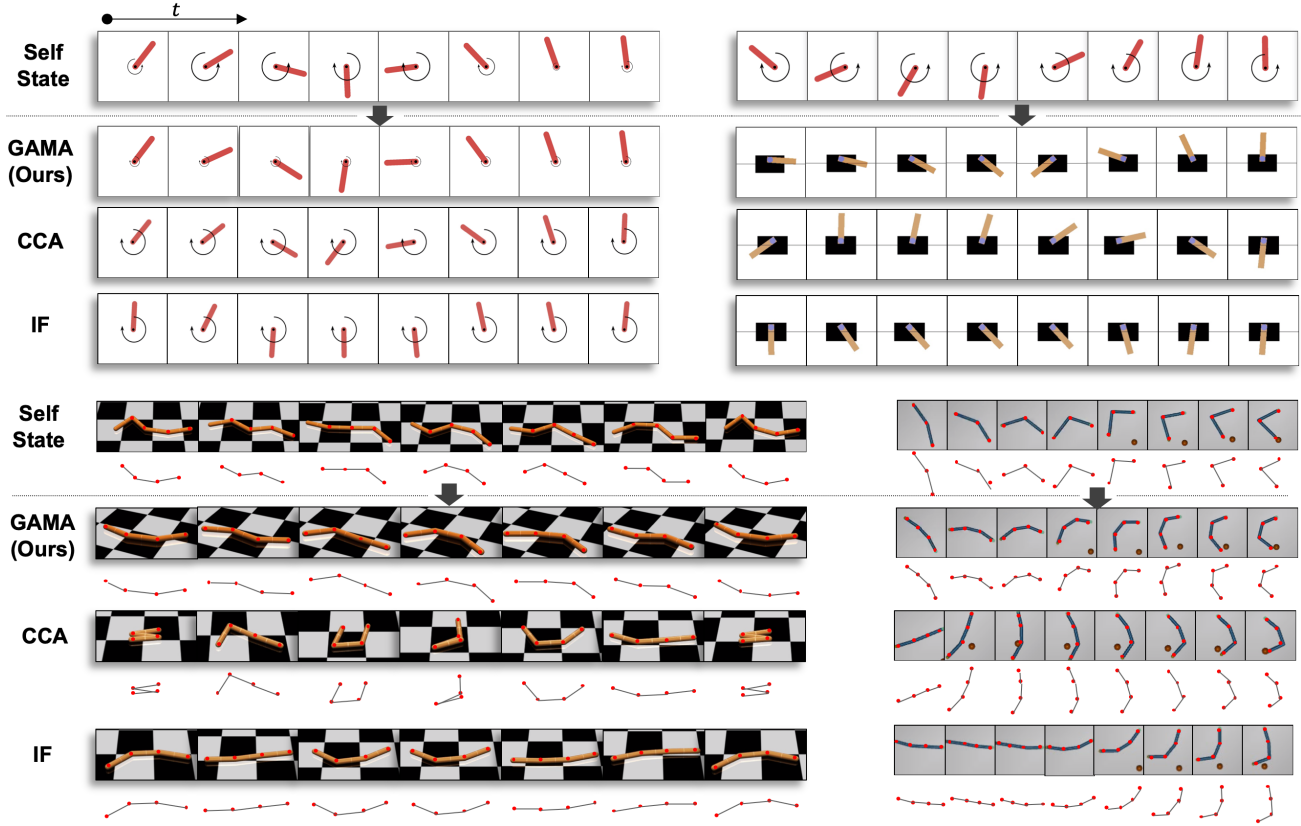 t
Self
State
GAMA
(Ours)
CCA
IF
Self
State
GAMA
(Ours)
CCA
IF